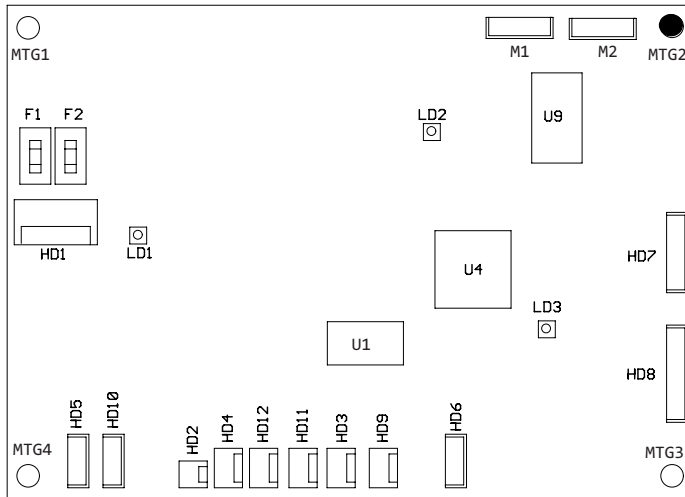 MTG1
M1
M2
MTG2
F1
F2
LD2
U9
HD1
LD1
U4
HD7
LD3
U1
HD8
HD5
HD10
HD2
HD4
HD12
HD11
HD3
HD9
HD6
MTG4
MTG3